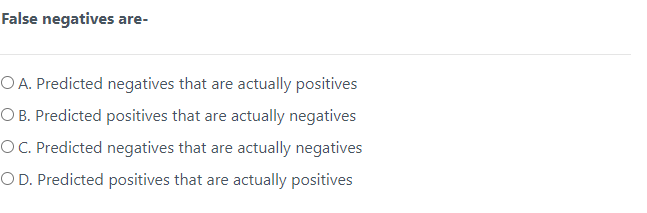 False negatives are-
A. Predicted negatives that are actually positives
B. Predicted positives that are actually negatives
C. Predicted negatives that are actually negatives
D. Predicted positives that are actually positives